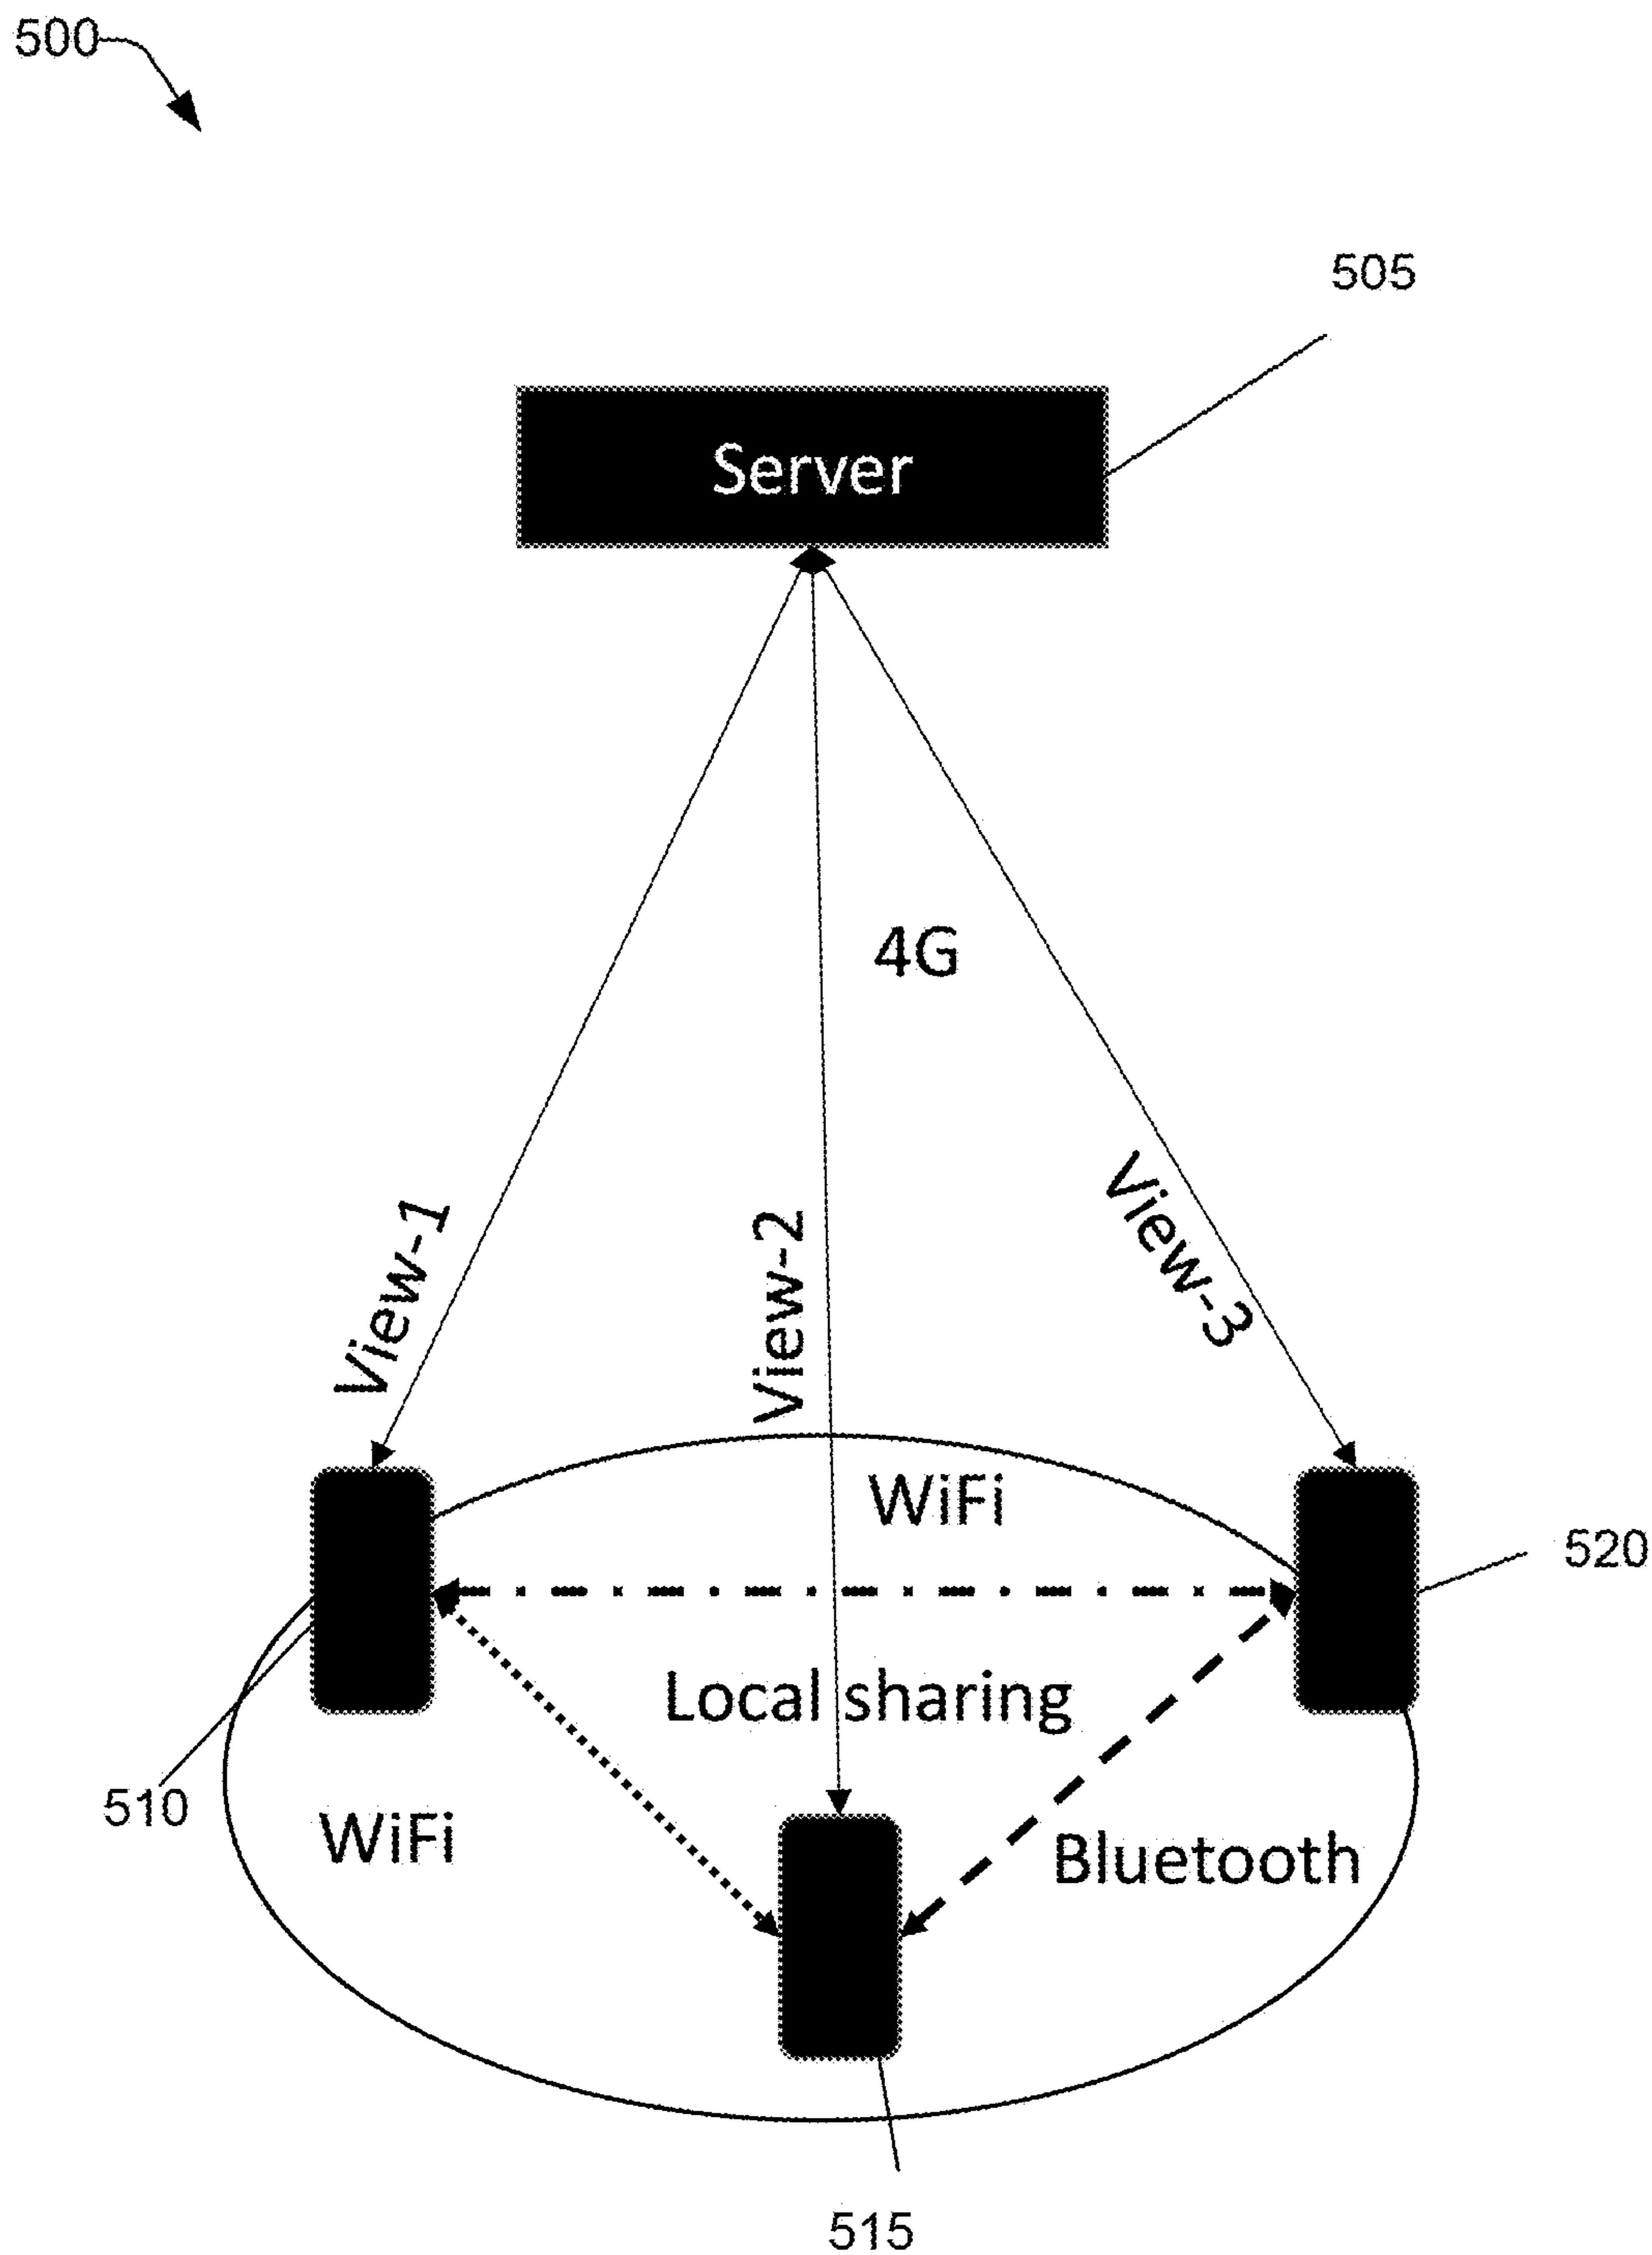 500
505
Server
4G
View-1
View-2
View-3
WiFi
520
Local sharing
510
WiFi
Bluetooth
515